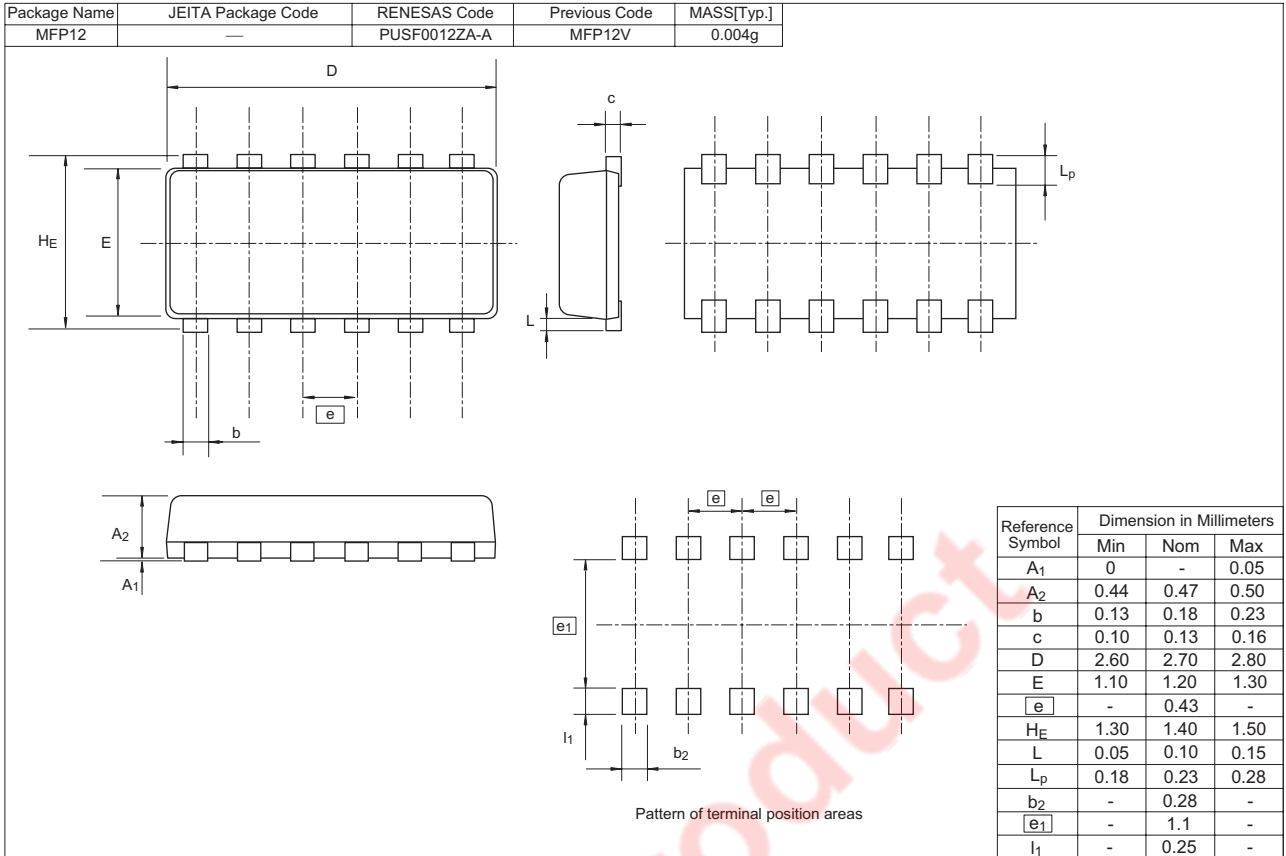 Package Name JEITA Package Code RENESAS Code Previous Code MASS[Typ.]
MFP12 — PUSF0012ZA-A MFP12V 0.004g
D
c
Lp
HE
E
L
e
b
A2
A1
e e
e1
l1
b2
Pattern of terminal position areas
Reference Symbol Dimension in Millimeters
Min Nom Max
A1 0 - 0.05
A2 0.44 0.47 0.50
b 0.13 0.18 0.23
c 0.10 0.13 0.16
D 2.60 2.70 2.80
E 1.10 1.20 1.30
e - 0.43 -
HE 1.30 1.40 1.50
L 0.05 0.10 0.15
Lp 0.18 0.23 0.28
b2 - 0.28 -
e1 - 1.1 -
l1 - 0.25 -
oduct